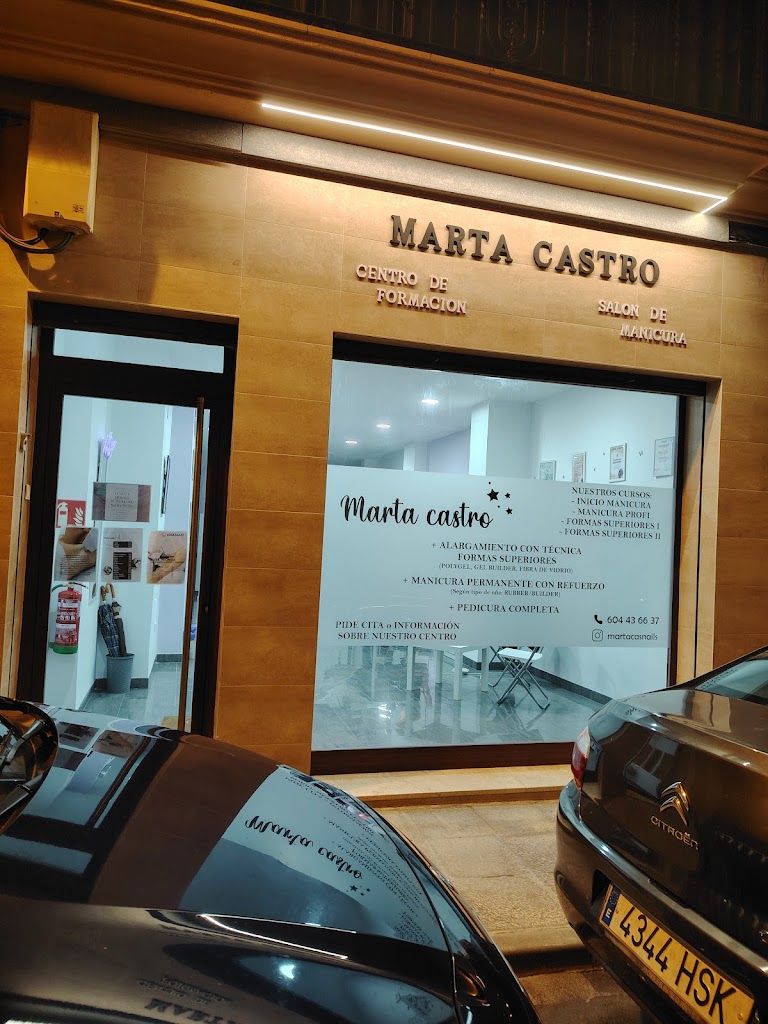 MARTA CASTRO
CENTRO DE
FORMACION
SALON DE
MANICURA
Marta castro
NUESTROS CURSOS:
- INICIO MANICURA
- MANICURA PROFI
- FORMAS SUPERIORES I
- FORMAS SUPERIORES II
+ ALARGAMIENTO CON TÉCNICA
FORMAS SUPERIORES
(POLYGEL, GEL BUILDER, FIBRA DE VIDRIO)
+ MANICURA PERMANENTE CON REFUERZO
(Según tipo de uña: RUBBER/BUILDER)
+ PEDICURA COMPLETA
PIDE CITA o INFORMACIÓN
SOBRE NUESTRO CENTRO
604 43 66 37
martacasnails
Marta castro
CITROËN
E
4344 HSK